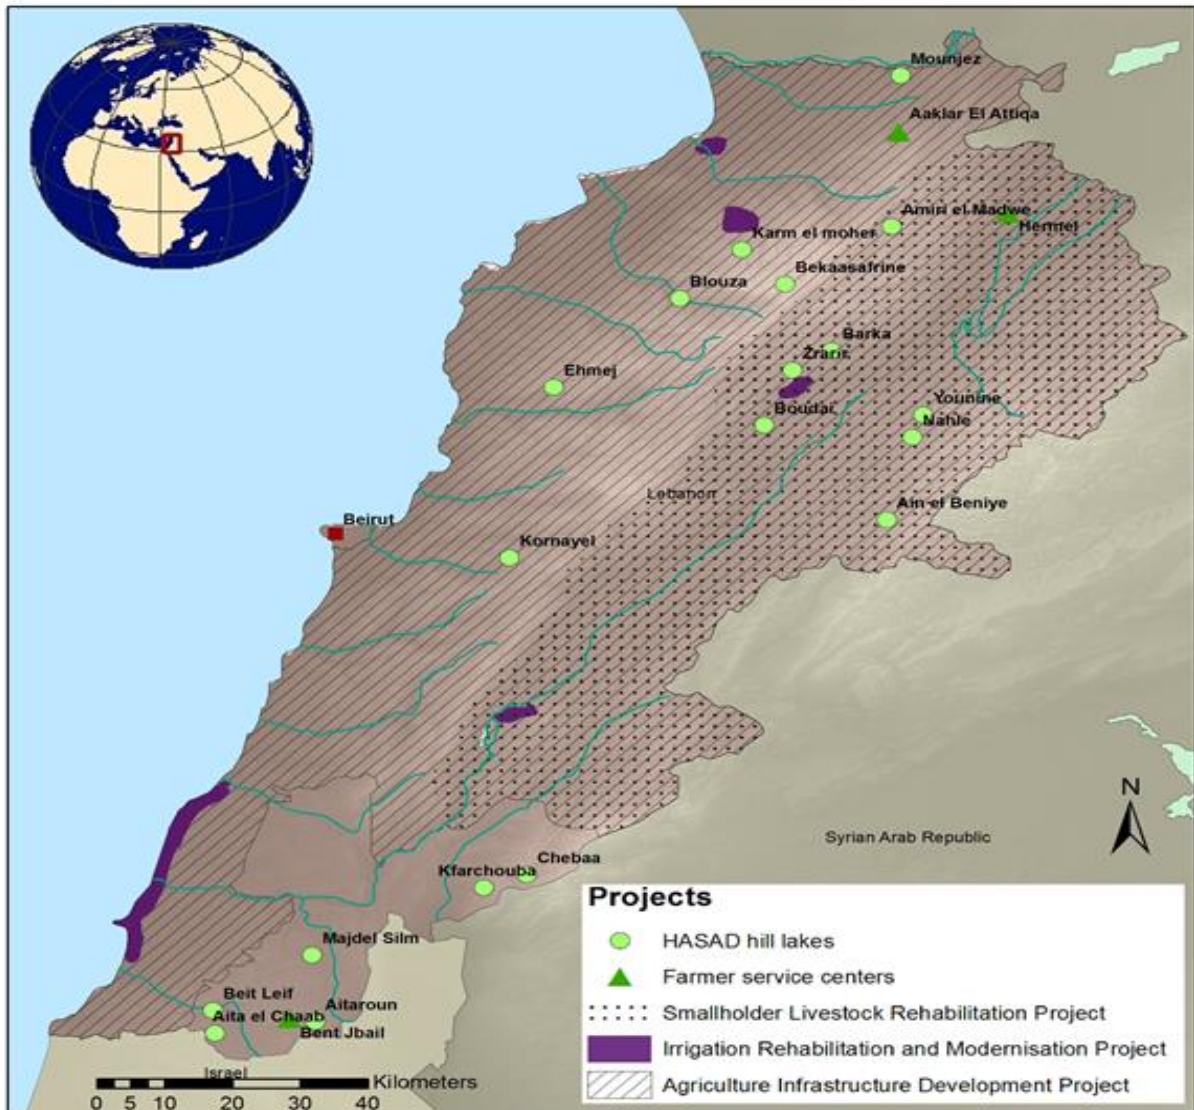 Mounjez
Aaklar El Attiqa
Amiri el Madwe
Hermel
Karm el moher
Bekaasafrine
Blouza
Barka
Zrarir
Ehmej
Younine
Boudai
Nahle
Lebanon
Ain el Beniye
Beirut
Kornayel
N
Syrian Arab Republic
Chebaa
Kfarchouba
Projects
HASAD hill lakes
Majdel Silm
Farmer service centers
Beit Leif
Aitaroun
Aita el Chaab
Smallholder Livestock Rehabilitation Project
Bent Jbail
Irrigation Rehabilitation and Modernisation Project
Israel
Kilometers
Agriculture Infrastructure Development Project
0 5 10 20 30 40